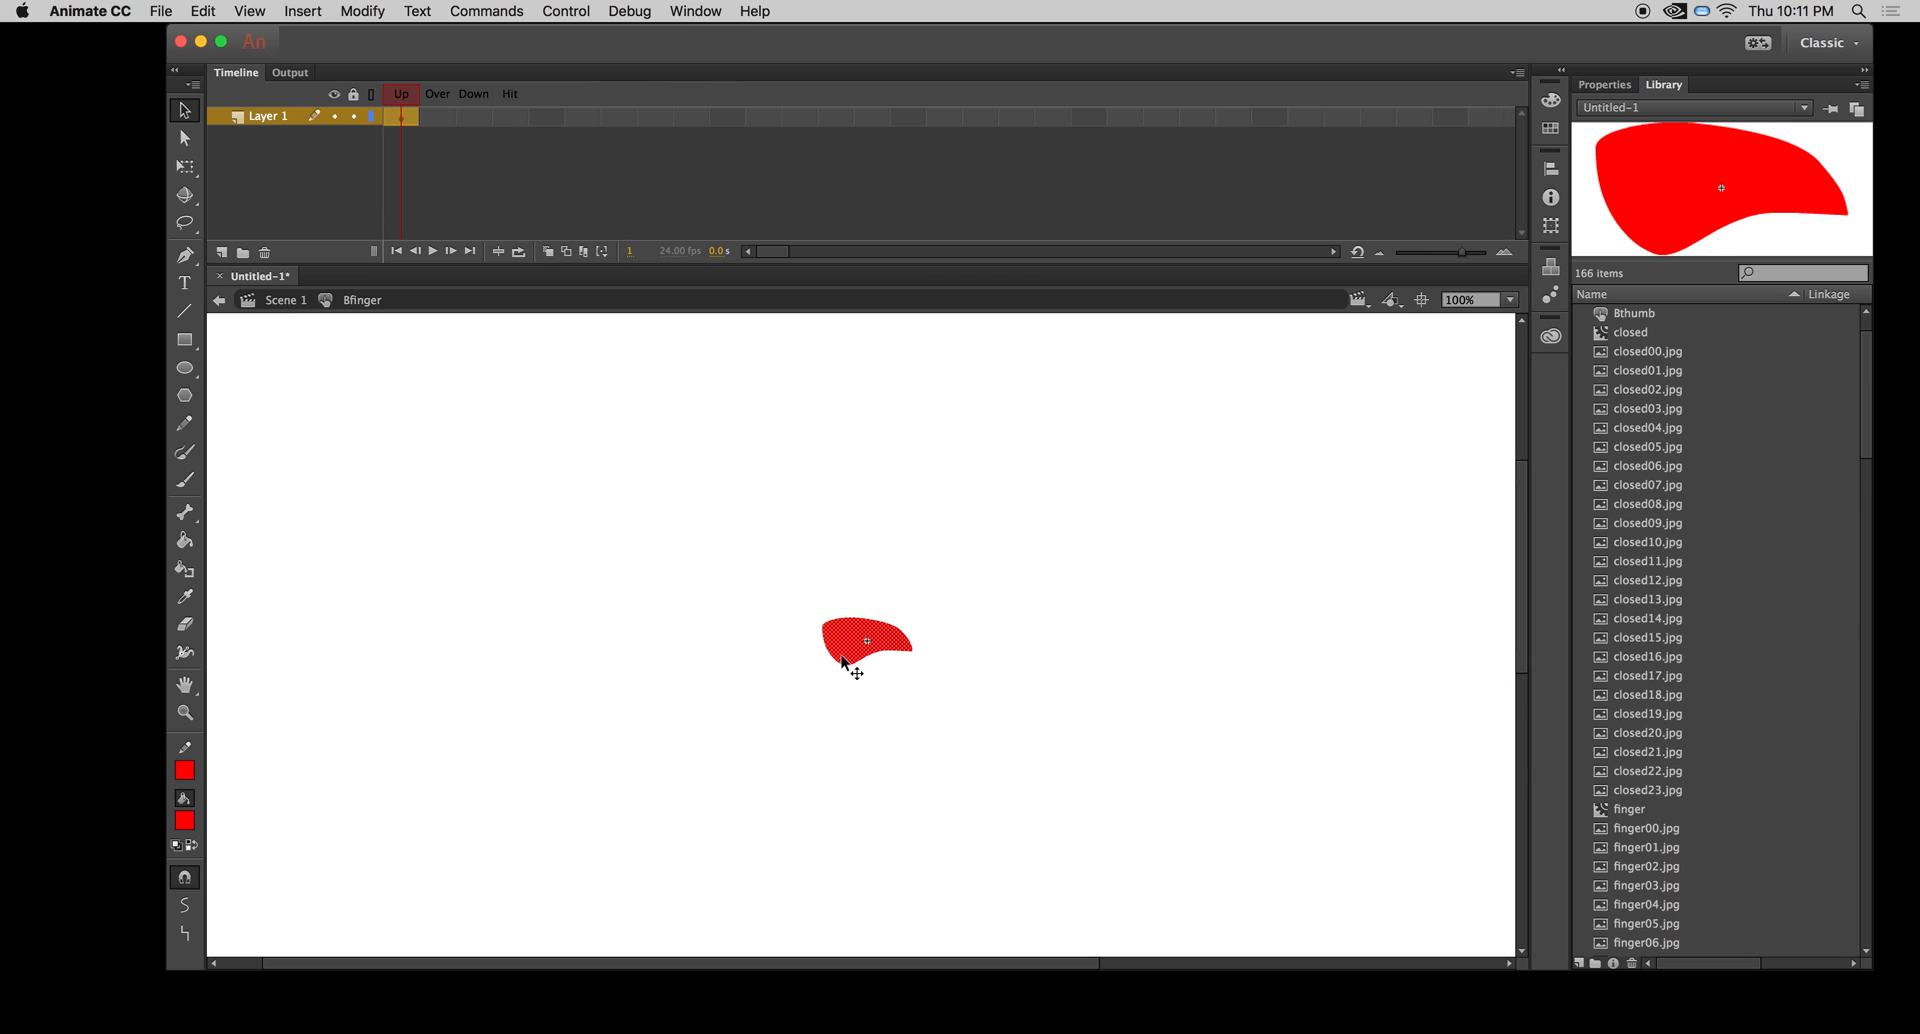 Animate CC File Edit View Insert Modify Text Commands Control Debug Window Help Thu 10:11 PM
An Classic
Timeline Output
Properties Library
Up Over Down Hit
Untitled-1
Layer 1
1 24.00 fps 0.0 s
Untitled-1*
166 items
Name Linkage
Scene 1 Bfinger 100%
Bthumb
closed
closed00.jpg
closed01.jpg
closed02.jpg
closed03.jpg
closed04.jpg
closed05.jpg
closed06.jpg
closed07.jpg
closed08.jpg
closed09.jpg
closed10.jpg
closed11.jpg
closed12.jpg
closed13.jpg
closed14.jpg
closed15.jpg
closed16.jpg
closed17.jpg
closed18.jpg
closed19.jpg
closed20.jpg
closed21.jpg
closed22.jpg
closed23.jpg
finger
finger00.jpg
finger01.jpg
finger02.jpg
finger03.jpg
finger04.jpg
finger05.jpg
finger06.jpg